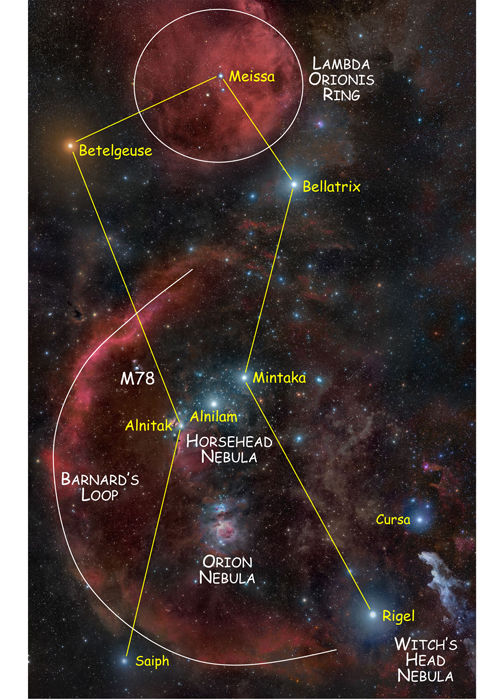 Meissa
LAMBDA
ORIONIS
RING
Betelgeuse
Bellatrix
M78
Mintaka
Alnilam
Alnitak
HORSEHEAD
NEBULA
BARNARD'S
LOOP
Cursa
ORION
NEBULA
Rigel
WITCH'S
HEAD
NEBULA
Saiph